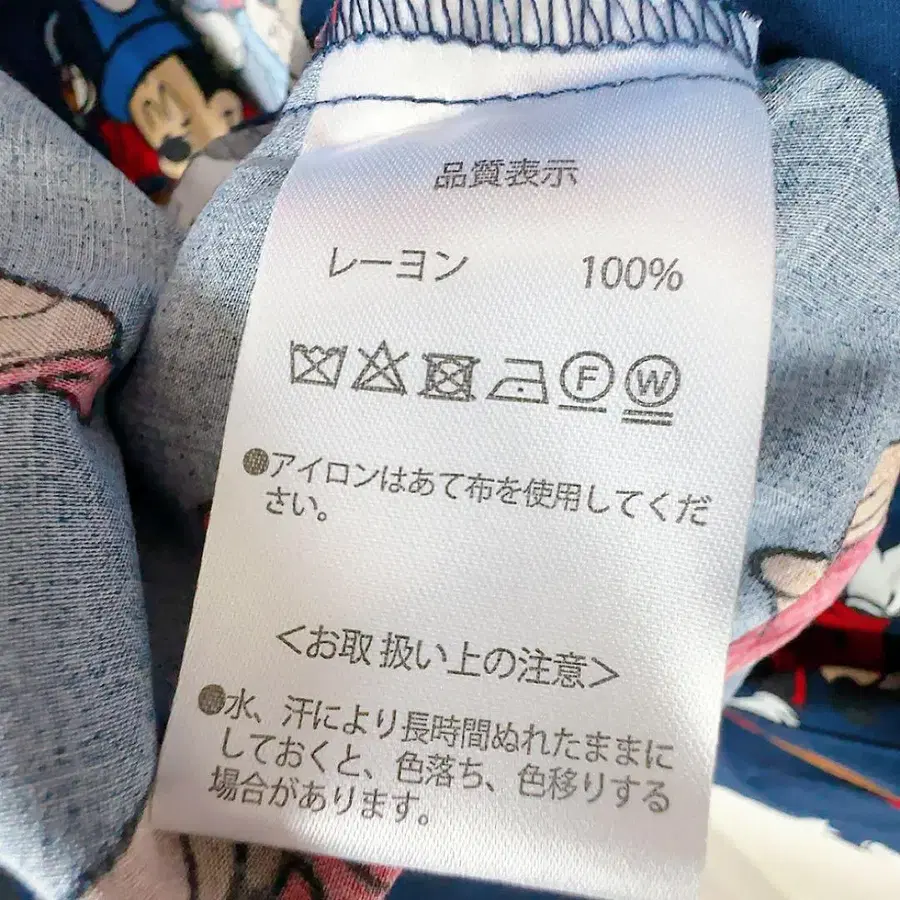 品質表示
レーヨン 100%
F W
●アイロンはあて布を使用してくだ
さい。
＜お取扱い上の注意＞
●水、汗により長時間ぬれたままに
しておくと、色落ち、色移りする
場合があります。